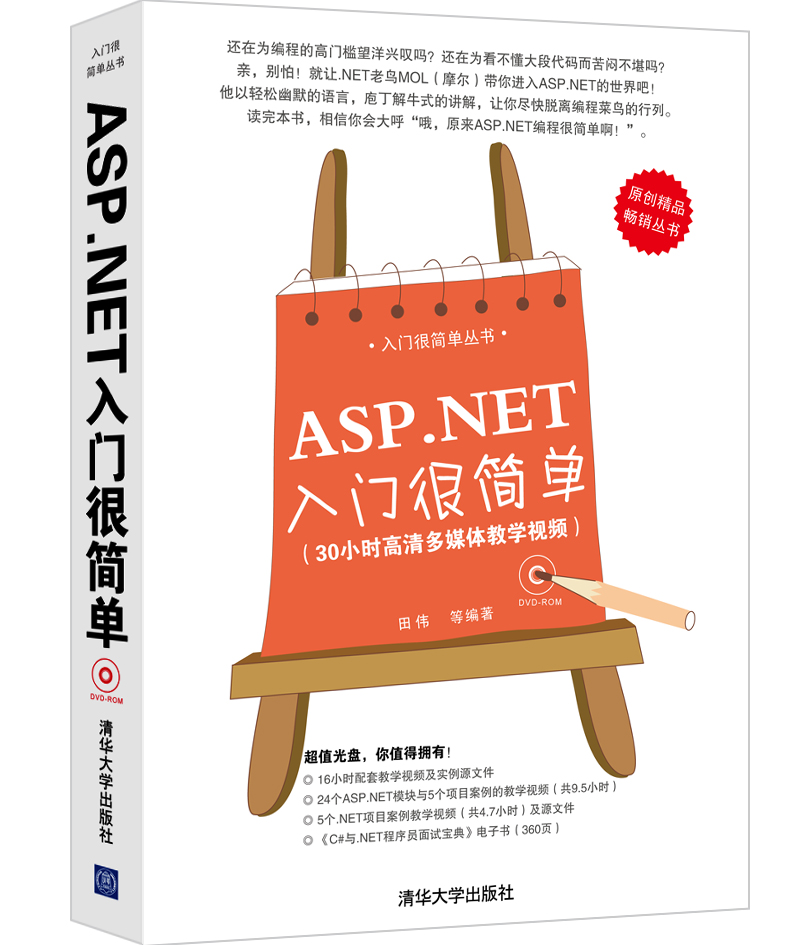 入门很
简单丛书
ASP.NET入门很简单
DVD-ROM
清华大学出版社
还在为编程的高门槛望洋兴叹吗？还在为看不懂大段代码而苦闷不堪吗？
亲，别怕！就让.NET老鸟MOL（摩尔）带你进入ASP.NET的世界吧！
他以轻松幽默的语言，庖丁解牛式的讲解，让你尽快脱离编程菜鸟的行列。
读完本书，相信你会大呼“哦，原来ASP.NET编程很简单啊！”。
原创精品
畅销丛书
·入门很简单丛书·
ASP.NET
入门很简单
（30小时高清多媒体教学视频）
DVD-ROM
田伟 等编著
超值光盘，你值得拥有！
◎ 16小时配套教学视频及实例源文件
◎ 24个ASP.NET模块与5个项目案例的教学视频（共9.5小时）
◎ 5个.NET项目案例教学视频（共4.7小时）及源文件
◎ 《C#与.NET程序员面试宝典》电子书（360页）
清华大学出版社